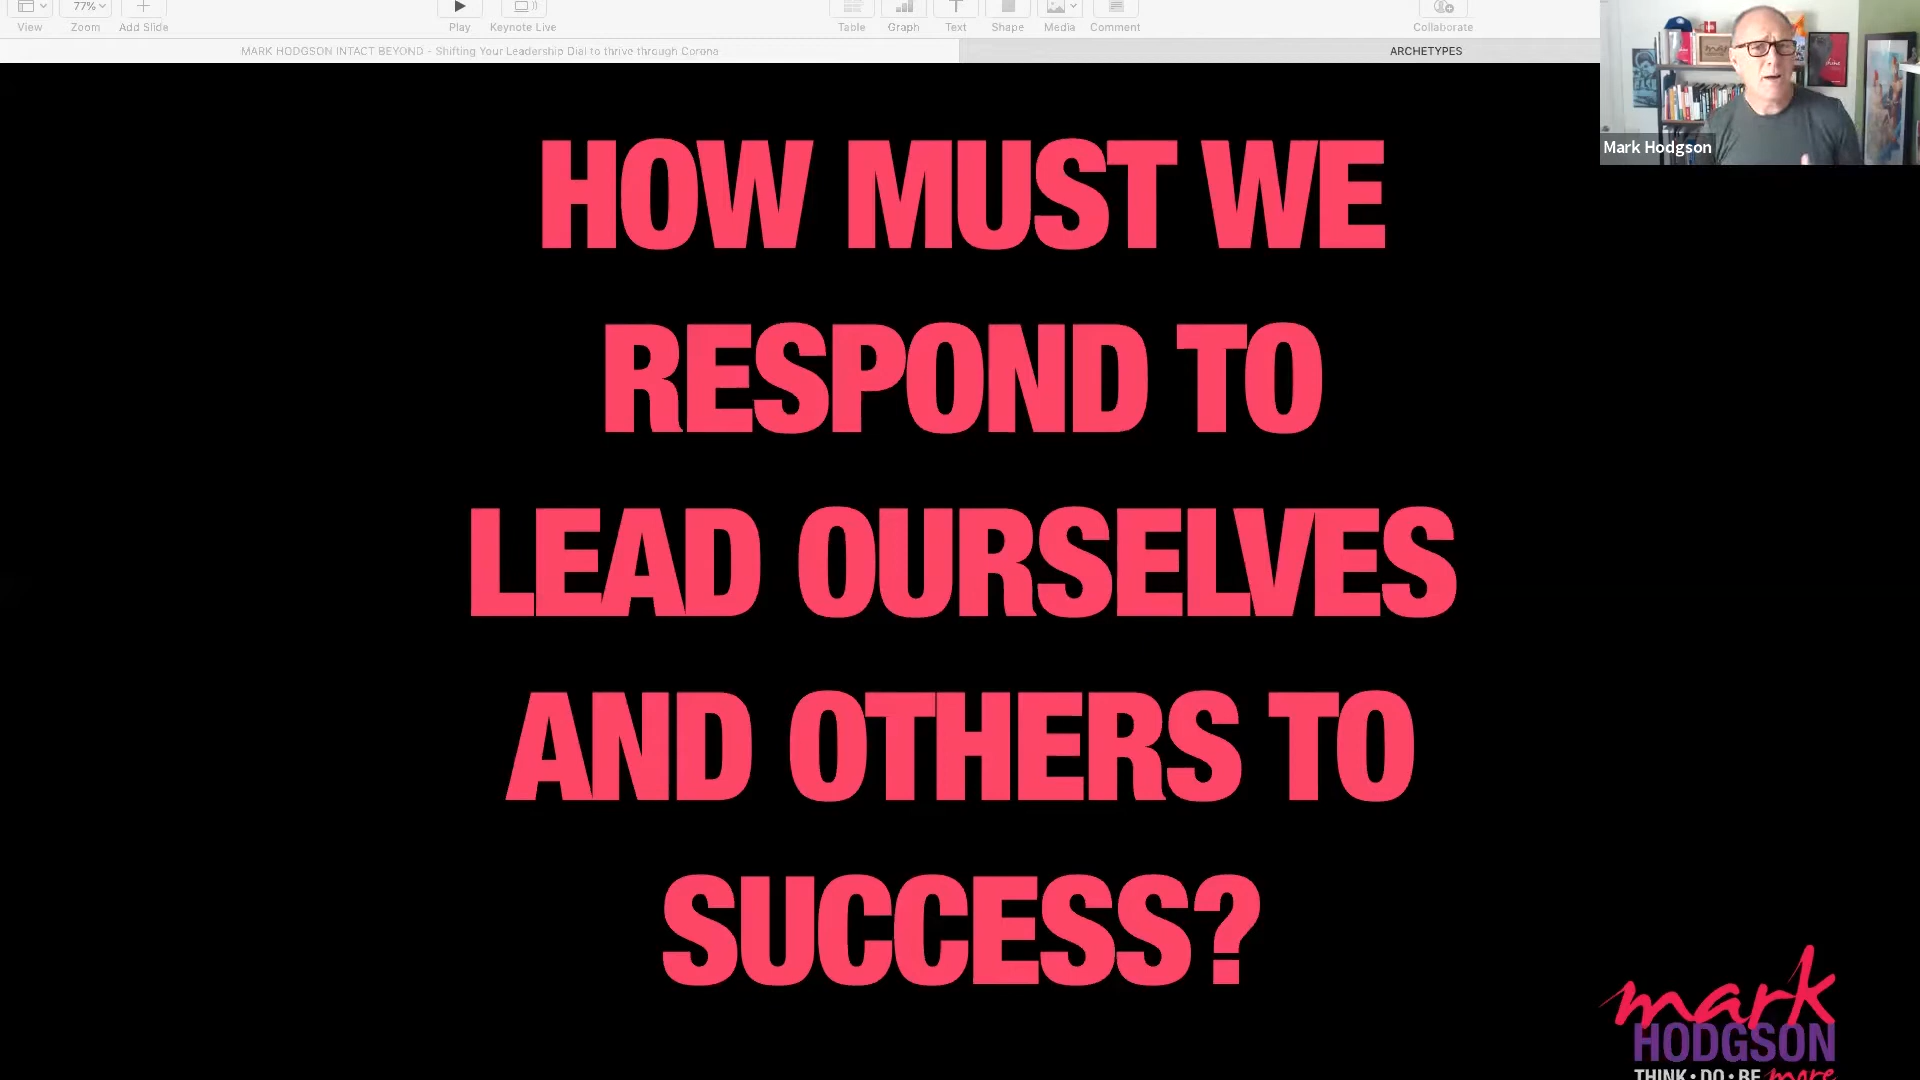 77%
View Zoom Add Slide Play Keynote Live Table Graph Text Shape Media Comment Collaborate
MARK HODGSON INTACT BEYOND - Shifting Your Leadership Dial to thrive through Corona
ARCHETYPES
Mark Hodgson
HOW MUST WE
RESPOND TO
LEAD OURSELVES
AND OTHERS TO
SUCCESS?
mark
HODGSON
THINK • DO • BE more